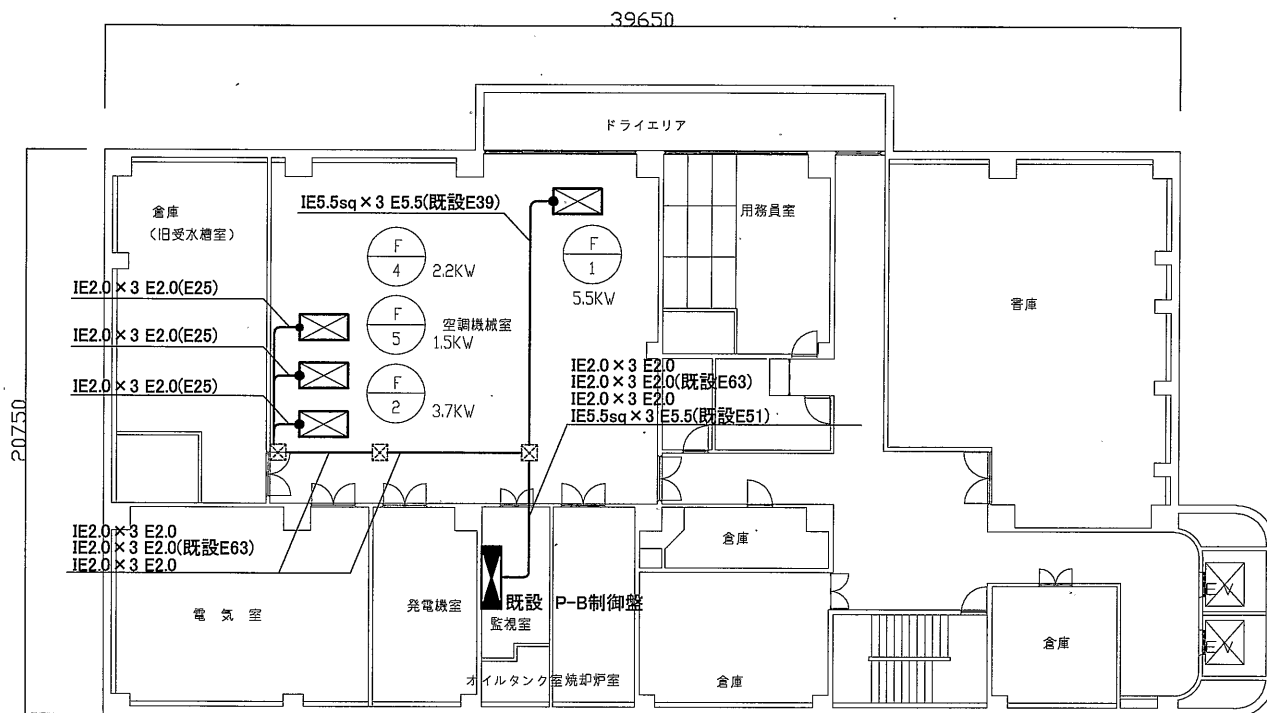 39650
ドライエリア
倉庫
（旧受水槽室）
IE5.5sq×3 E5.5(既設E39)
用務員室
F
4
2.2KW
F
1
5.5KW
書庫
IE2.0×3 E2.0(E25)
F
5
空調機械室
1.5KW
IE2.0×3 E2.0(E25)
IE2.0×3 E2.0(E25)
F
2
3.7KW
IE2.0×3 E2.0
IE2.0×3 E2.0(既設E63)
IE2.0×3 E2.0
IE5.5sq×3 E5.5(既設E51)
20750
IE2.0×3 E2.0
IE2.0×3 E2.0(既設E63)
IE2.0×3 E2.0
倉庫
電気室
発電機室
既設 P-B制御盤
監視室
オイルタンク室
焼却炉室
倉庫
倉庫
EV
EV